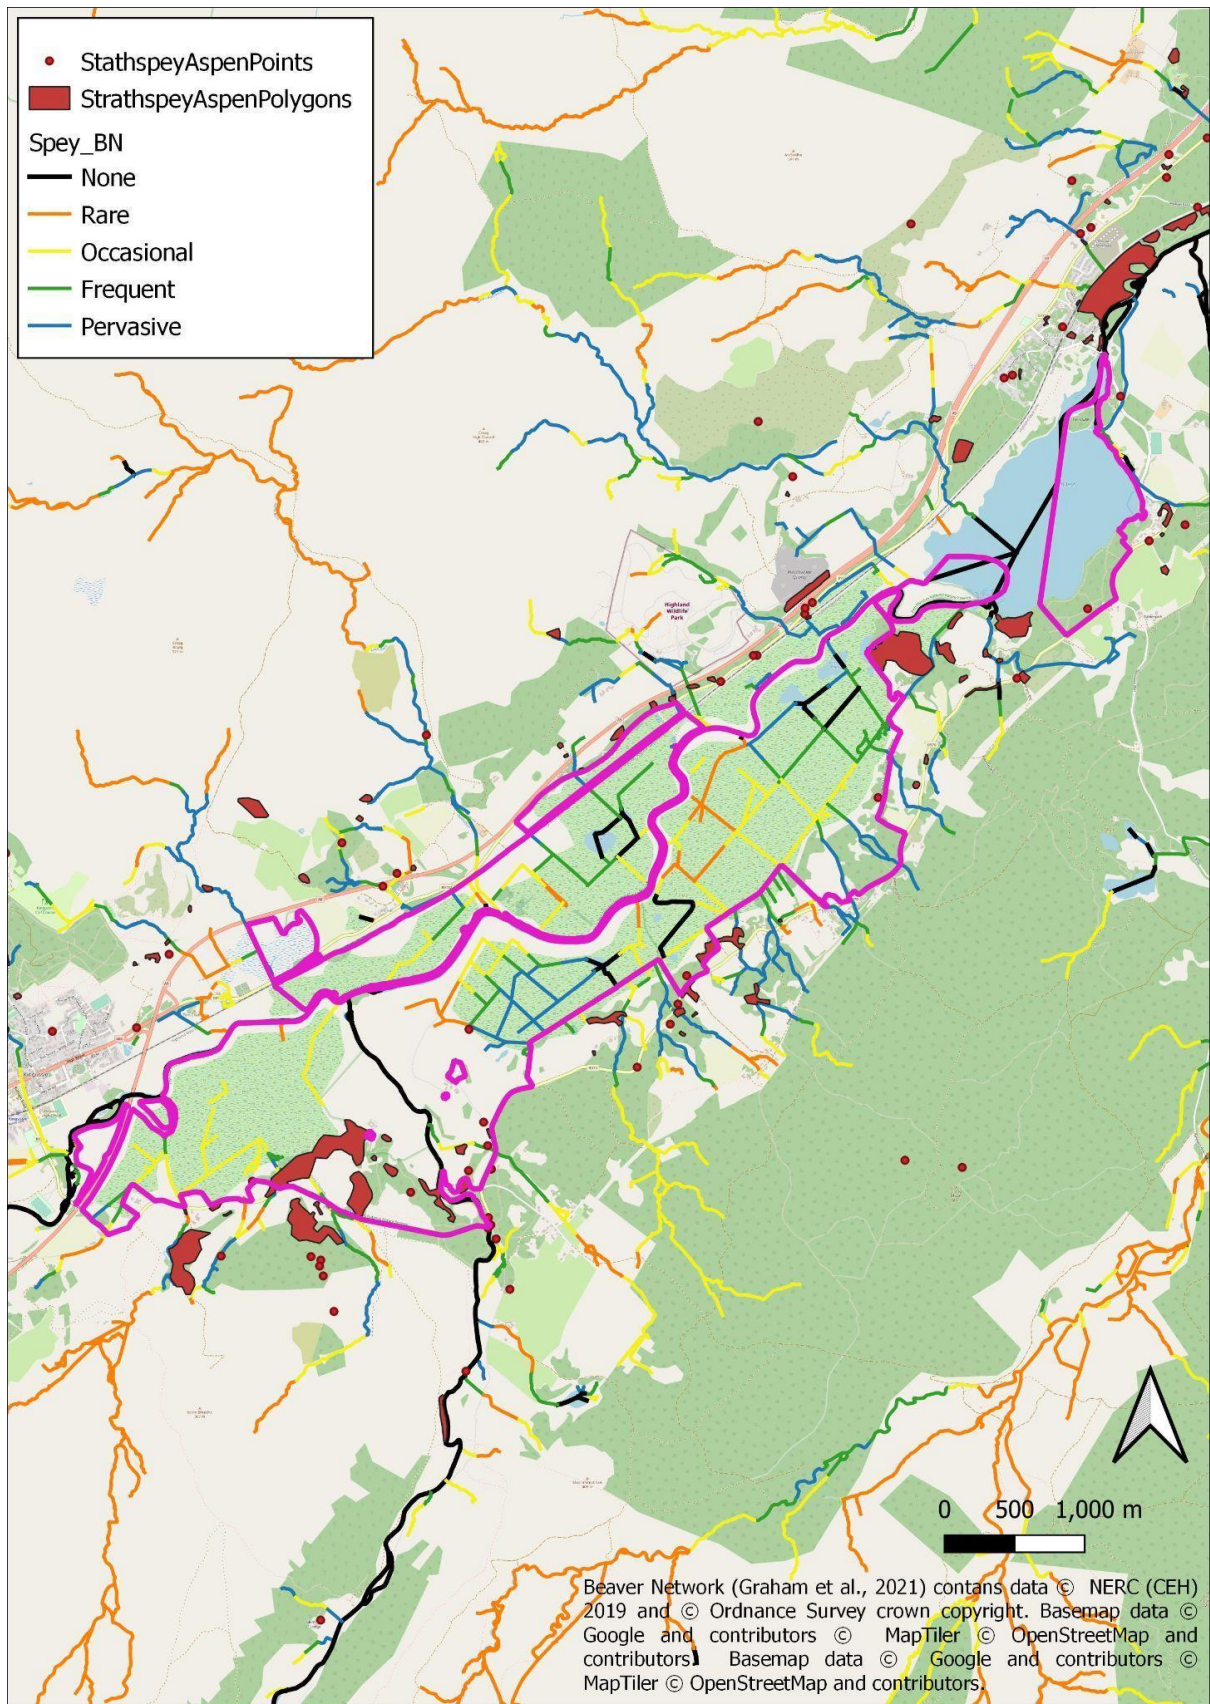 StathspeyAspenPoints
StrathspeyAspenPolygons
Spey_BN
None
Rare
Occasional
Frequent
Pervasive
Highland
Wildlife
Park
0 500 1,000 m
Beaver Network (Graham et al., 2021) contans data © NERC (CEH)
2019 and © Ordnance Survey crown copyright. Basemap data ©
Google and contributors © MapTiler © OpenStreetMap and
contributors. Basemap data © Google and contributors ©
MapTiler © OpenStreetMap and contributors.